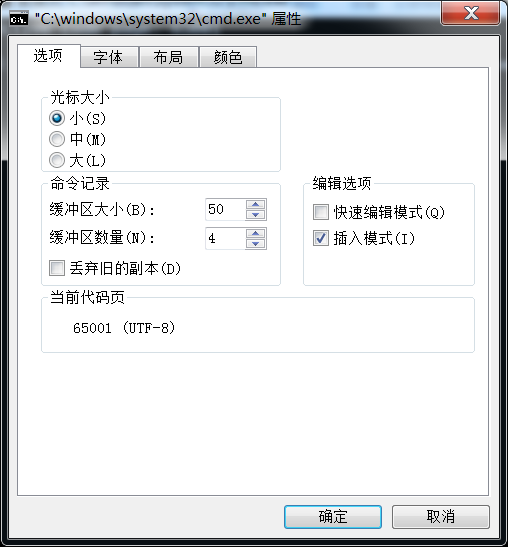 "C:\windows\system32\cmd.exe" 属性
选项 字体 布局 颜色
光标大小
小(S)
中(M)
大(L)
命令记录
缓冲区大小(B): 50
缓冲区数量(N): 4
丢弃旧的副本(D)
编辑选项
快速编辑模式(Q)
插入模式(I)
当前代码页
65001 (UTF-8)
确定 取消